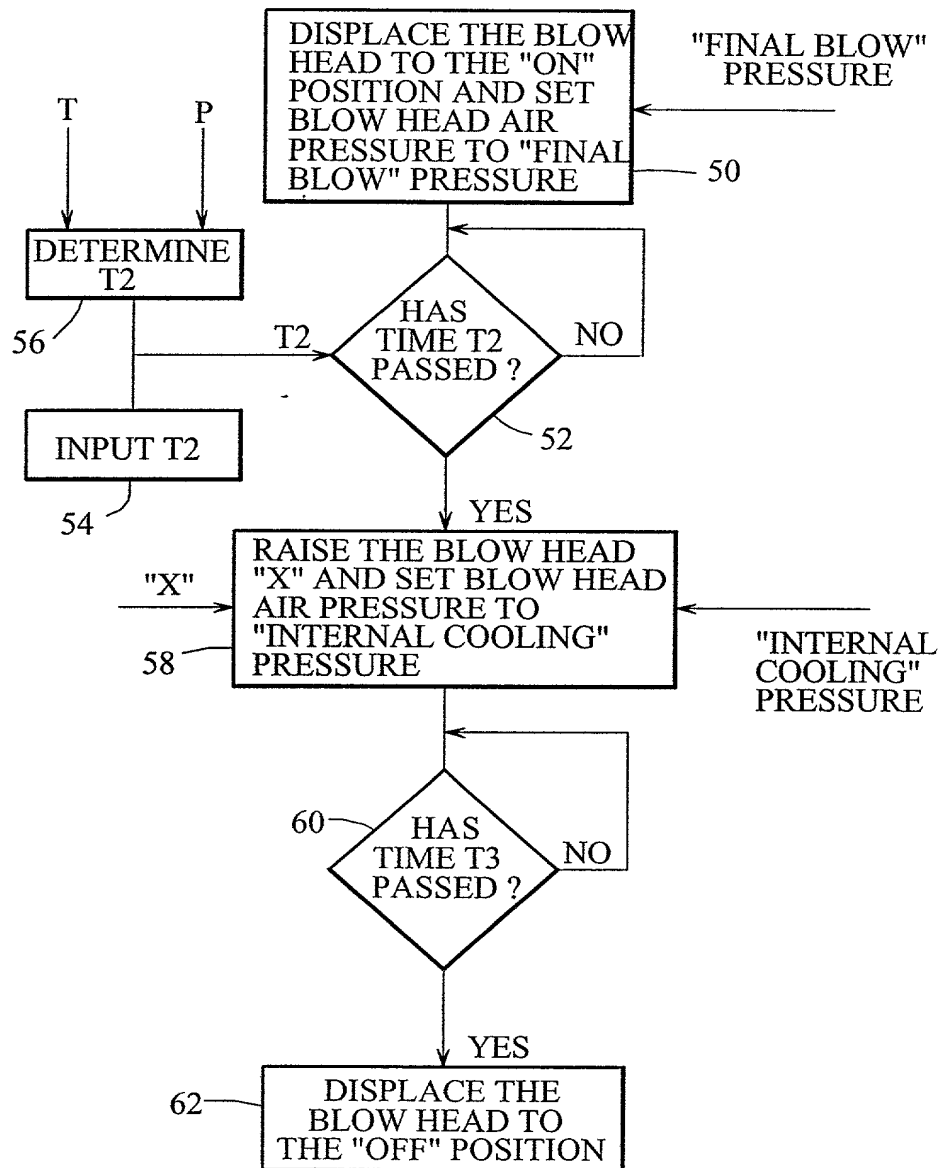 DISPLACE THE BLOW
HEAD TO THE "ON"
POSITION AND SET
BLOW HEAD AIR
PRESSURE TO "FINAL
BLOW" PRESSURE
"FINAL BLOW"
PRESSURE
50
T
P
DETERMINE
T2
56
T2
HAS
TIME T2
PASSED ?
NO
52
INPUT T2
54
YES
RAISE THE BLOW HEAD
"X" AND SET BLOW HEAD
AIR PRESSURE TO
"INTERNAL COOLING"
PRESSURE
"X"
58
"INTERNAL
COOLING"
PRESSURE
60
HAS
TIME T3
PASSED ?
NO
YES
62
DISPLACE THE
BLOW HEAD TO
THE "OFF" POSITION